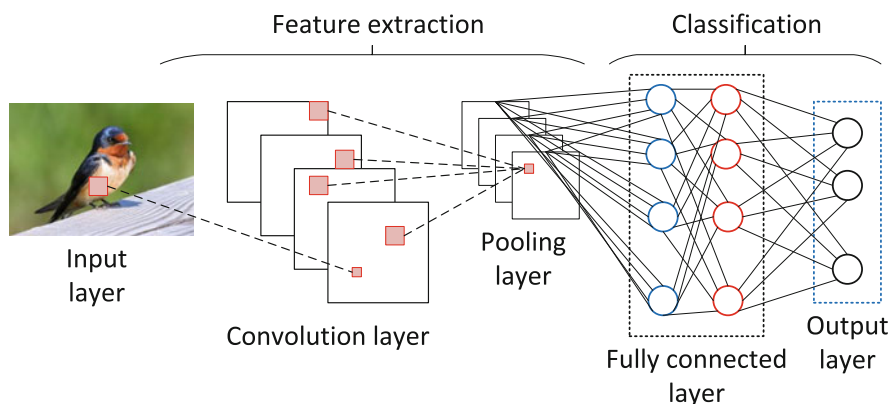 Feature extraction
Classification
Input
layer
Convolution layer
Pooling
layer
Fully connected
layer
Output
layer